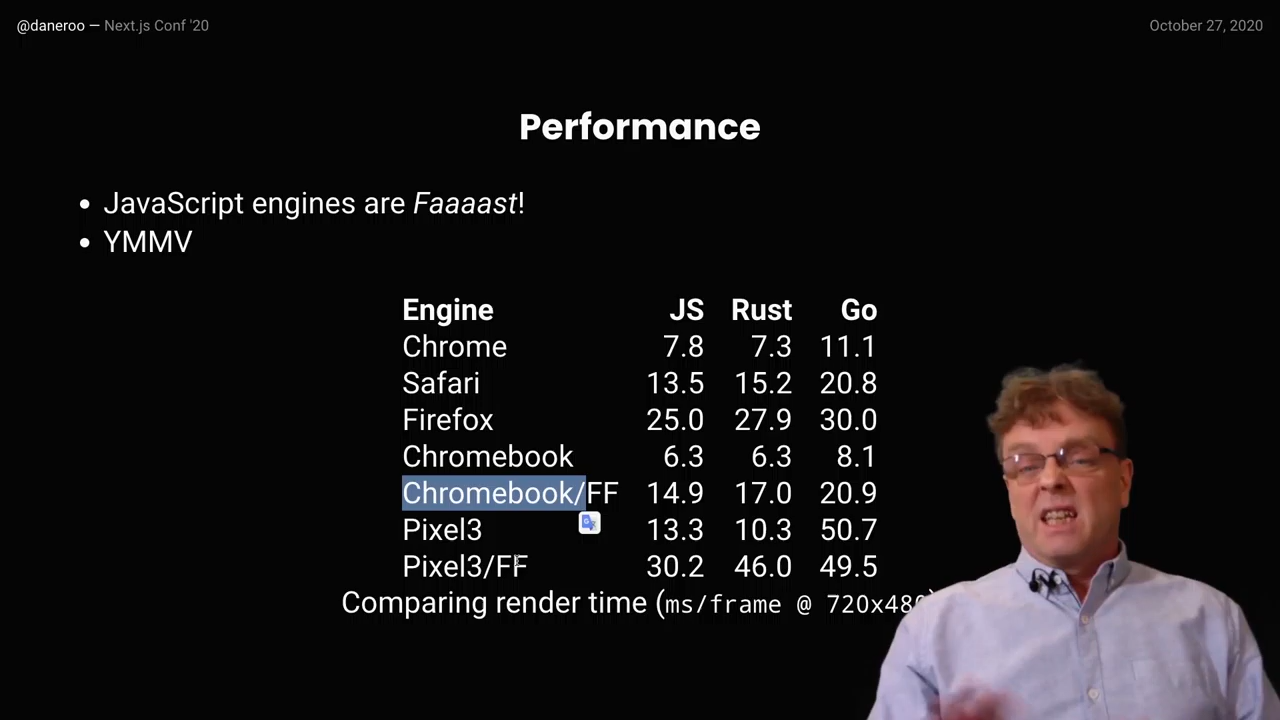 @daneroo — Next.js Conf '20
October 27, 2020
Performance
• JavaScript engines are Faaaast!
• YMMV
Engine JS Rust Go
Chrome 7.8 7.3 11.1
Safari 13.5 15.2 20.8
Firefox 25.0 27.9 30.0
Chromebook 6.3 6.3 8.1
Chromebook/FF 14.9 17.0 20.9
Pixel3 13.3 10.3 50.7
Pixel3/FF 30.2 46.0 49.5
Comparing render time (ms/frame @ 720x480)